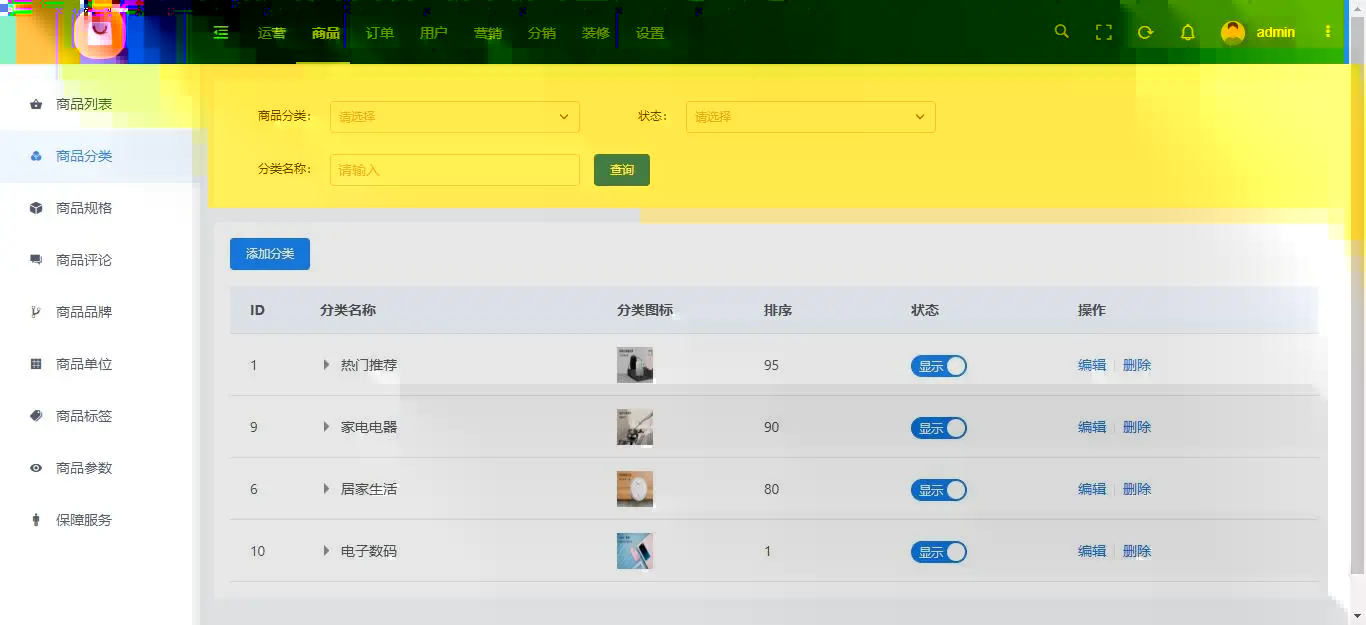 运营 商品 订单 用户 营销 分销 装修 设置 admin
商品列表
商品分类
商品规格
商品评论
商品品牌
商品单位
商品标签
商品参数
保障服务
商品分类： 请选择 状态： 请选择
分类名称： 请输入 查询
添加分类
ID 分类名称 分类图标 排序 状态 操作
1 热门推荐 95 显示 编辑 删除
9 家电电器 90 显示 编辑 删除
6 居家生活 80 显示 编辑 删除
10 电子数码 1 显示 编辑 删除